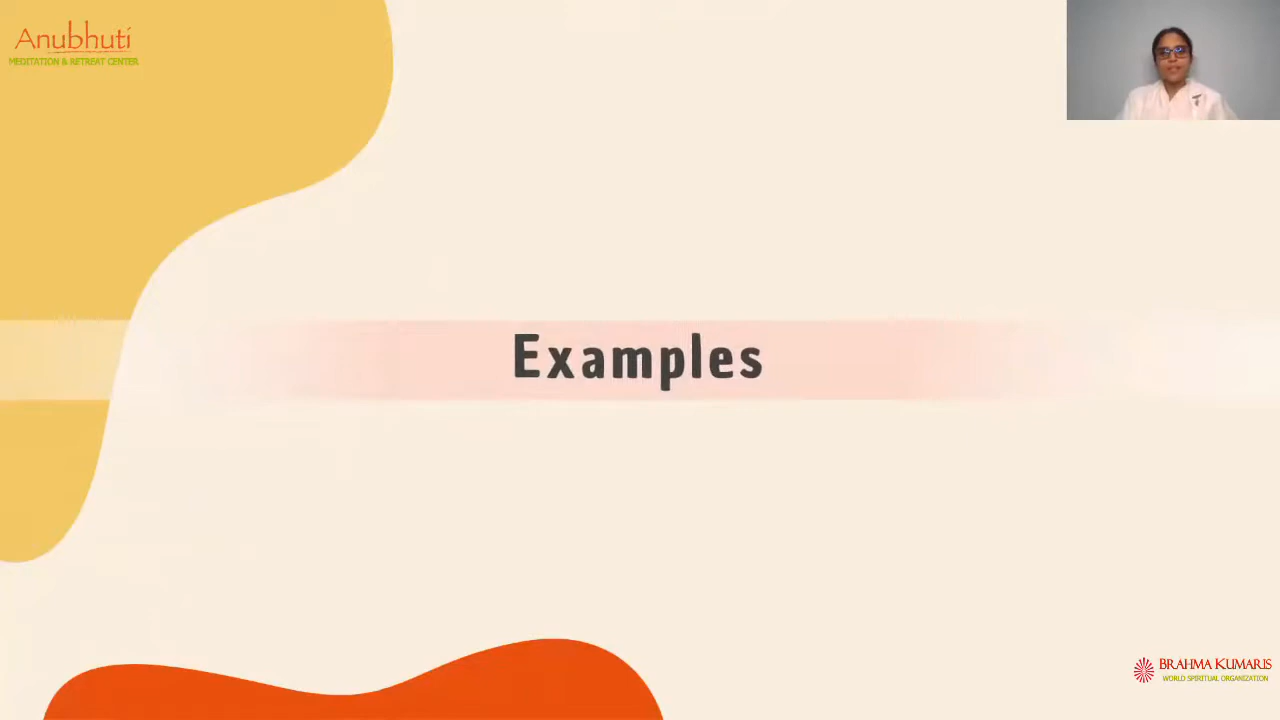 Anubhuti
MEDITATION & RETREAT CENTER
Examples
BRAHMA KUMARIS
WORLD SPIRITUAL ORGANIZATION